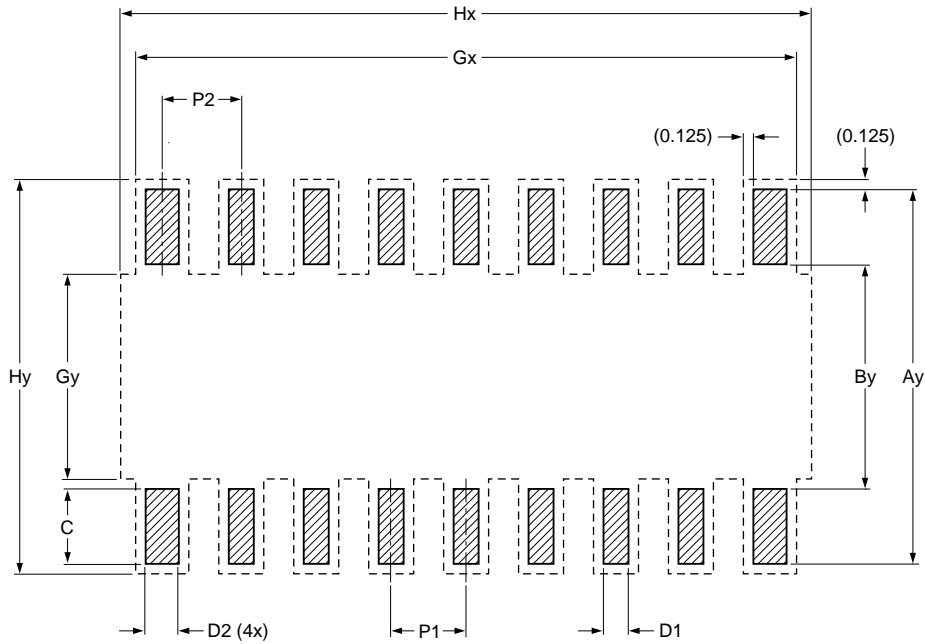 Hx
Gx
P2
(0.125)
(0.125)
Hy
Gy
By
Ay
C
D2 (4x)
P1
D1